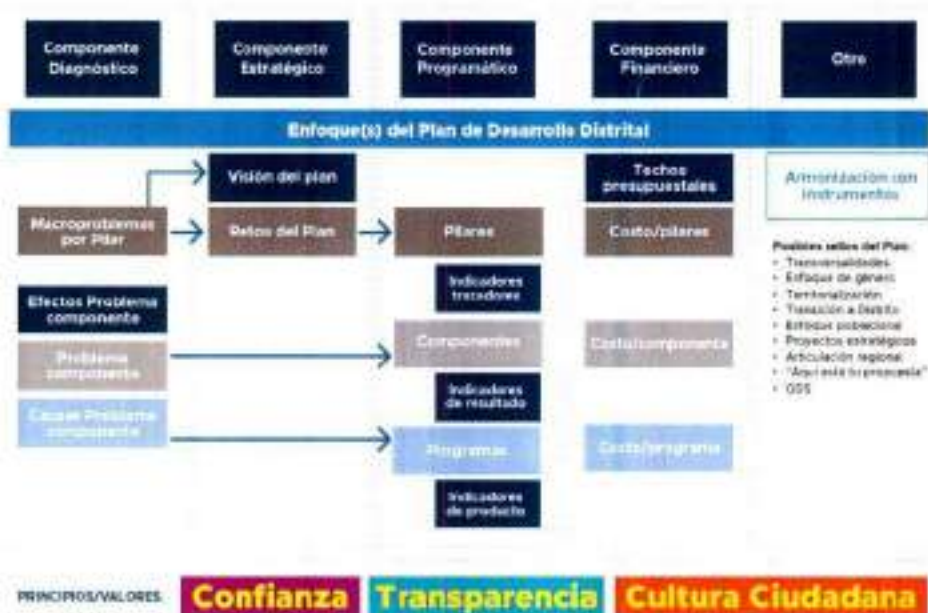 Componente
Diagnóstico
Componente
Estratégico
Componente
Programático
Componente
Financiero
Otro
Enfoque(s) del Plan de Desarrollo Distrital
Macroproblemas
por Pilar
Efectos Problema
componente
Problema
componente
Causas Problema
componente
Visión del plan
Retos del Plan
Pilares
Indicadores
trazadores
Componentes
Indicadores
de resultado
Programas
Indicadores
de producto
Techos
presupuestales
Costo/pilares
Costo/componente
Costo/programa
Armonización con
instrumentos
Posibles sellos del Plan:
• Transversalidades
• Enfoque de género
• Territorialización
• Transición a Distrito
• Enfoque poblacional
• Proyectos estratégicos
• Articulación regional
• "Aquí está tu propuesta"
• ODS
PRINCIPIOS/VALORES
Confianza
Transparencia
Cultura Ciudadana